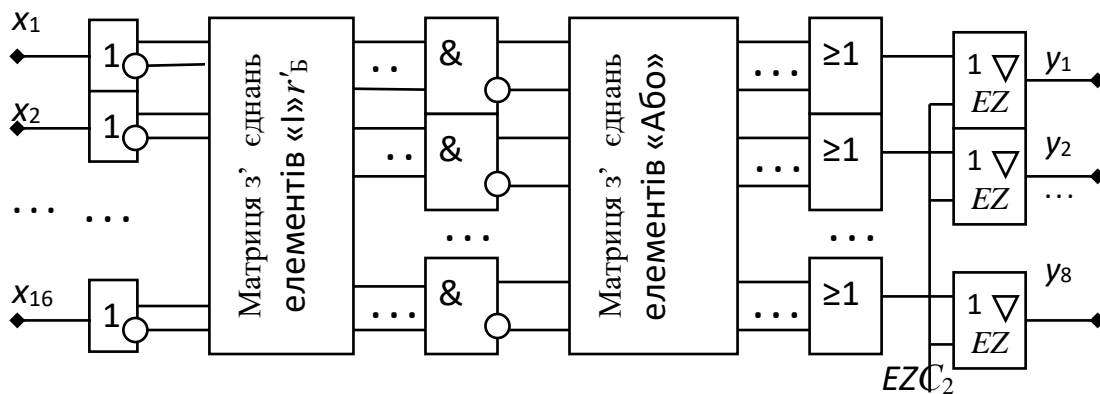 x1
1
x2
1
... ...
x16
1
Матриця з’ єднань
елементів «І»r′Б
. .
. .
. . .
&
&
. . .
&
Матриця з’ єднань
елементів «Або»
. . .
. . .
. . .
≥1
≥1
. . .
≥1
1 ▽
EZ
y1
1 ▽
EZ
y2
...
1 ▽
EZ
y8
EZC2